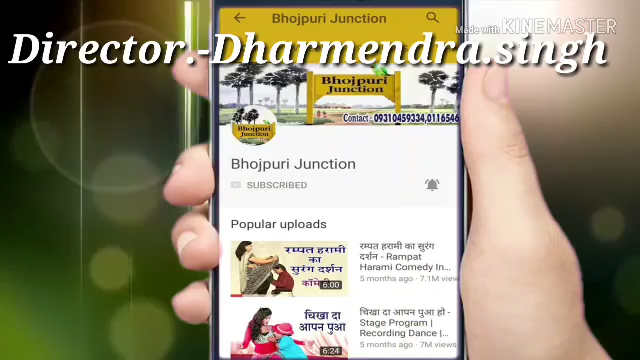 Bhojpuri Junction
Made with KINEMASTER
Director.-Dharmendra.singh
Bhojpuri
Junction
Contact - 09310459334,0116546
Bhojpuri
Junction
Bhojpuri Junction
SUBSCRIBED
Popular uploads
रम्पत हरामी
का
सुरंग दर्शन
कॉमेडी
6:00
रम्पत हरामी का सुरंग
दर्शन - Rampat
Harami Comedy In...
5 months ago · 7.1M views
चिखा दा
आपन पुआ
6:24
चिखा दा आपन पुआ हो -
Stage Program |
Recording Dance |...
5 months ago · 7M views